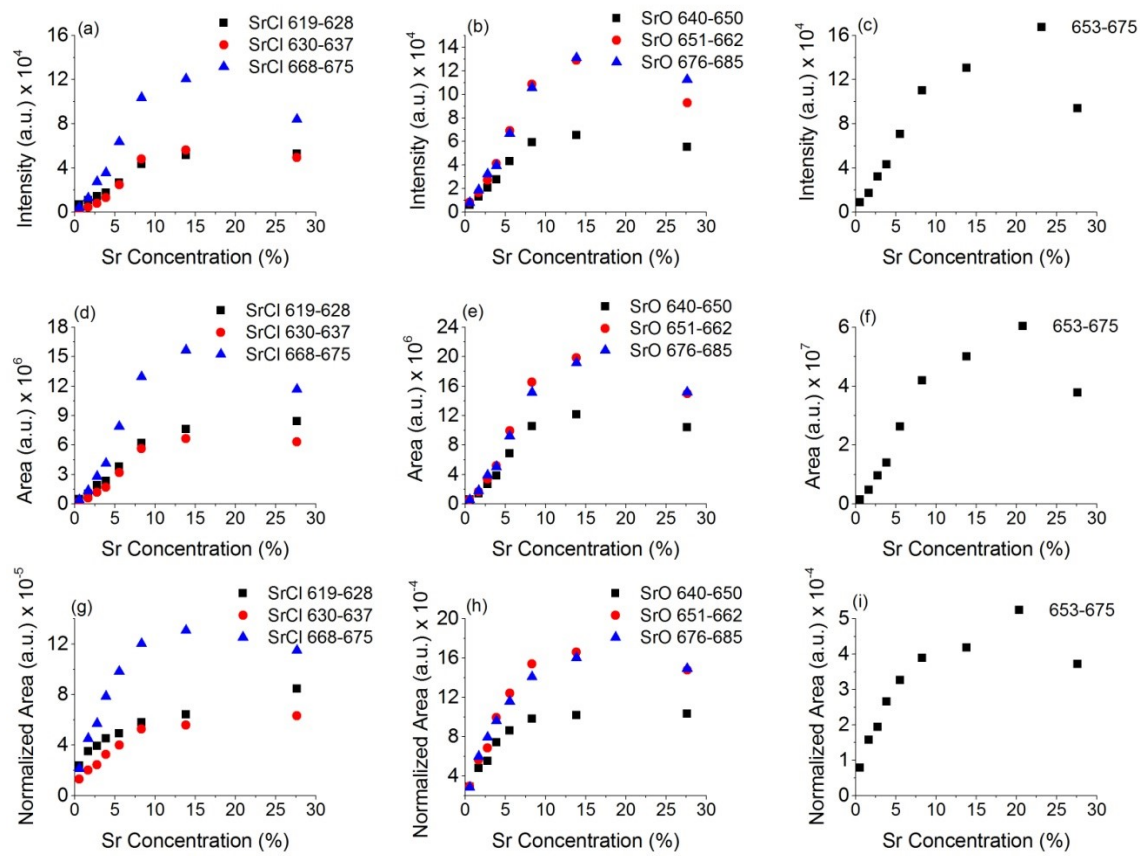 (a)
SrCl 619-628
SrCl 630-637
SrCl 668-675
Intensity (a.u.) x 10^4
16
12
8
4
0
0 5 10 15 20 25 30
Sr Concentration (%)
(b)
SrO 640-650
SrO 651-662
SrO 676-685
Intensity (a.u.) x 10^4
14
12
10
8
6
4
2
0
0 5 10 15 20 25 30
Sr Concentration (%)
(c)
653-675
Intensity (a.u.) x 10^4
16
12
8
4
0
0 5 10 15 20 25 30
Sr Concentration (%)
(d)
SrCl 619-628
SrCl 630-637
SrCl 668-675
Area (a.u.) x 10^6
18
15
12
9
6
3
0
0 5 10 15 20 25 30
Sr Concentration (%)
(e)
SrO 640-650
SrO 651-662
SrO 676-685
Area (a.u.) x 10^6
24
20
16
12
8
4
0
0 5 10 15 20 25 30
Sr Concentration (%)
(f)
653-675
Area (a.u.) x 10^7
6
4
2
0
0 5 10 15 20 25 30
Sr Concentration (%)
(g)
SrCl 619-628
SrCl 630-637
SrCl 668-675
Normalized Area (a.u.) x 10^-5
12
8
4
0
0 5 10 15 20 25 30
Sr Concentration (%)
(h)
SrO 640-650
SrO 651-662
SrO 676-685
Normalized Area (a.u.) x 10^-4
20
16
12
8
4
0 5 10 15 20 25 30
Sr Concentration (%)
(i)
653-675
Normalized Area (a.u.) x 10^-4
5
4
3
2
1
0
0 5 10 15 20 25 30
Sr Concentration (%)